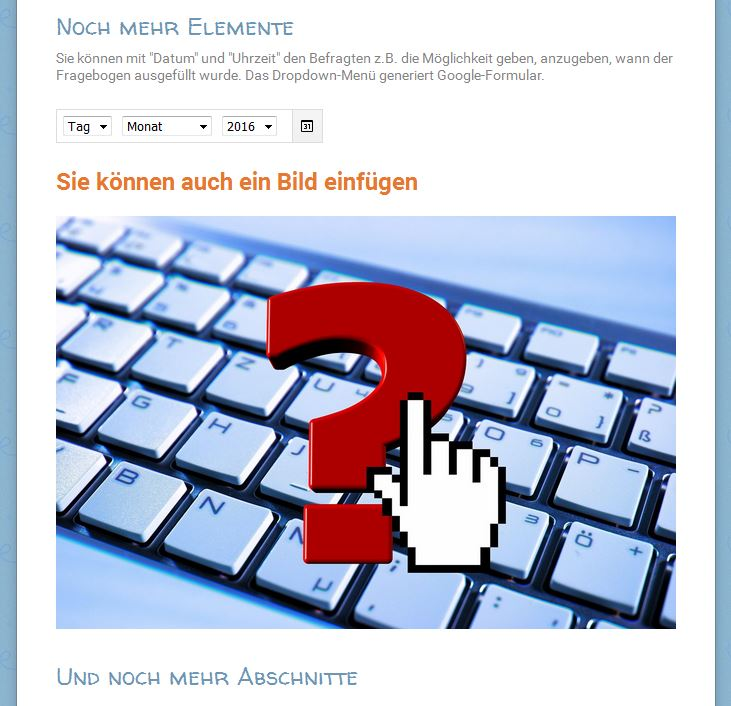 Noch mehr Elemente
Sie können mit "Datum" und "Uhrzeit" den Befragten z.B. die Möglichkeit geben, anzugeben, wann der
Fragebogen ausgefüllt wurde. Das Dropdown-Menü generiert Google-Formular.
Tag Monat 2016 31
Sie können auch ein Bild einfügen
?
R T Z U
F G H J O 6 P
B N µ Ö +
ß ?
Und noch mehr Abschnitte